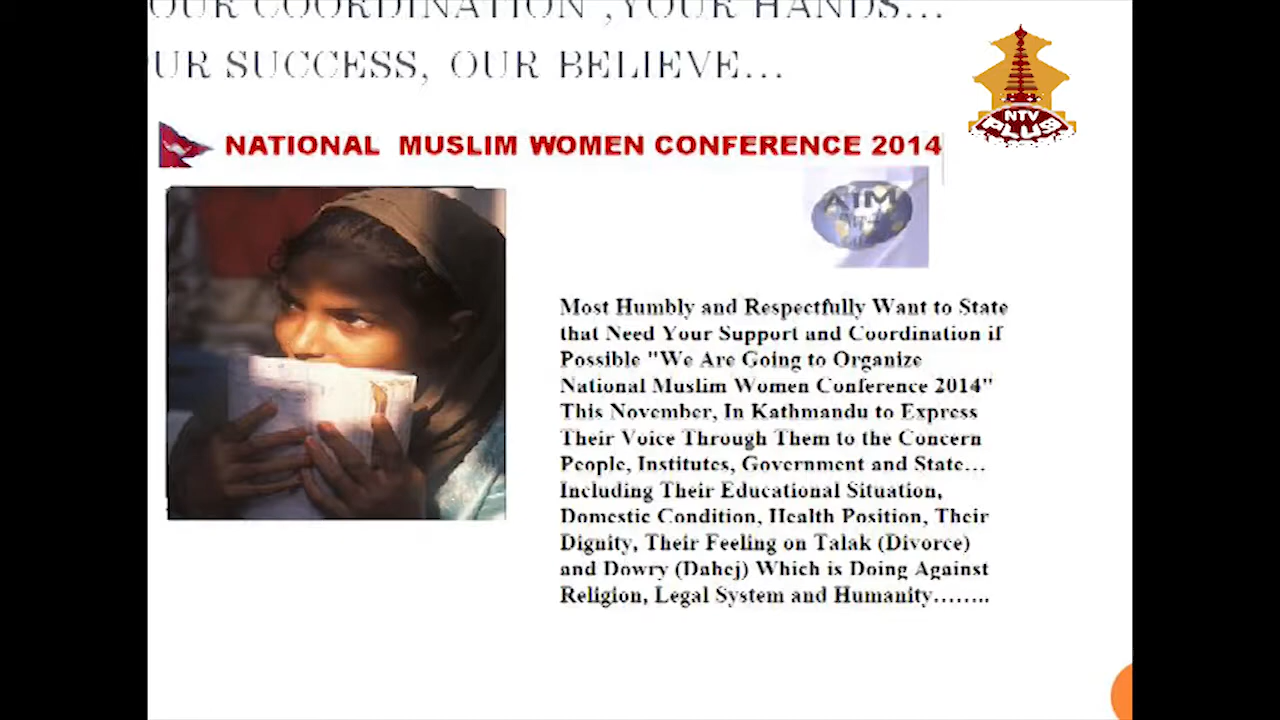 OUR COORDINATION ,YOUR HANDS…
OUR SUCCESS, OUR BELIEVE…
NTV
PLUS
NATIONAL MUSLIM WOMEN CONFERENCE 2014
AIM
Most Humbly and Respectfully Want to State
that Need Your Support and Coordination if
Possible "We Are Going to Organize
National Muslim Women Conference 2014"
This November, In Kathmandu to Express
Their Voice Through Them to the Concern
People, Institutes, Government and State…
Including Their Educational Situation,
Domestic Condition, Health Position, Their
Dignity, Their Feeling on Talak (Divorce)
and Dowry (Dahej) Which is Doing Against
Religion, Legal System and Humanity……..